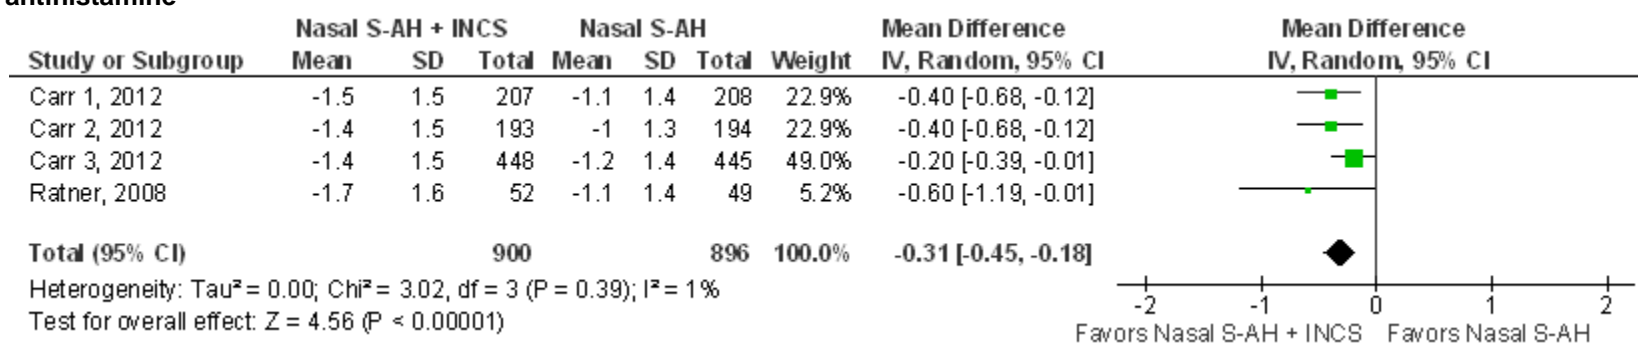 antihistamine
Nasal S-AH + INCS Nasal S-AH Mean Difference Mean Difference
Study or Subgroup Mean SD Total Mean SD Total Weight IV, Random, 95% CI IV, Random, 95% CI
Carr 1, 2012 -1.5 1.5 207 -1.1 1.4 208 22.9% -0.40 [-0.68, -0.12]
Carr 2, 2012 -1.4 1.5 193 -1 1.3 194 22.9% -0.40 [-0.68, -0.12]
Carr 3, 2012 -1.4 1.5 448 -1.2 1.4 445 49.0% -0.20 [-0.39, -0.01]
Ratner, 2008 -1.7 1.6 52 -1.1 1.4 49 5.2% -0.60 [-1.19, -0.01]
Total (95% CI) 900 896 100.0% -0.31 [-0.45, -0.18]
Heterogeneity: Tau² = 0.00; Chi² = 3.02, df = 3 (P = 0.39); I² = 1%
Test for overall effect: Z = 4.56 (P < 0.00001)
-2 -1 0 1 2
Favors Nasal S-AH + INCS Favors Nasal S-AH